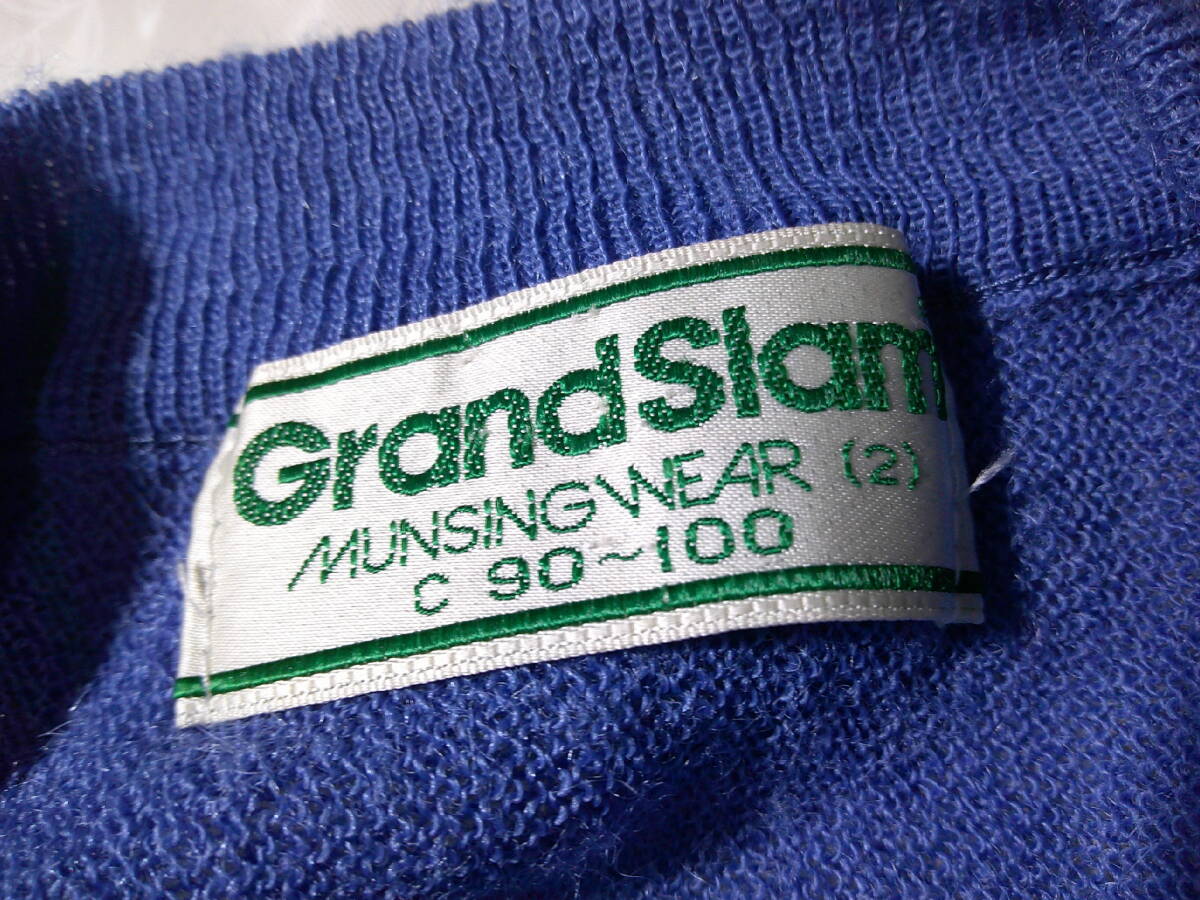 GrandSlam
MUNSINGWEAR (2)
C 90~100